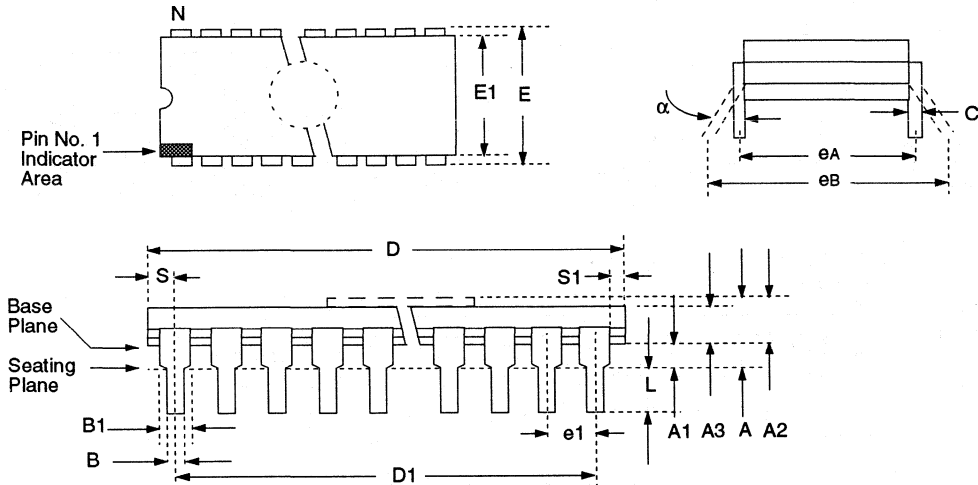 N
E1
E
Pin No. 1
Indicator
Area
α
C
eA
eB
D
S
S1
Base
Plane
Seating
Plane
L
B1
e1
A1
A3
A
A2
B
D1